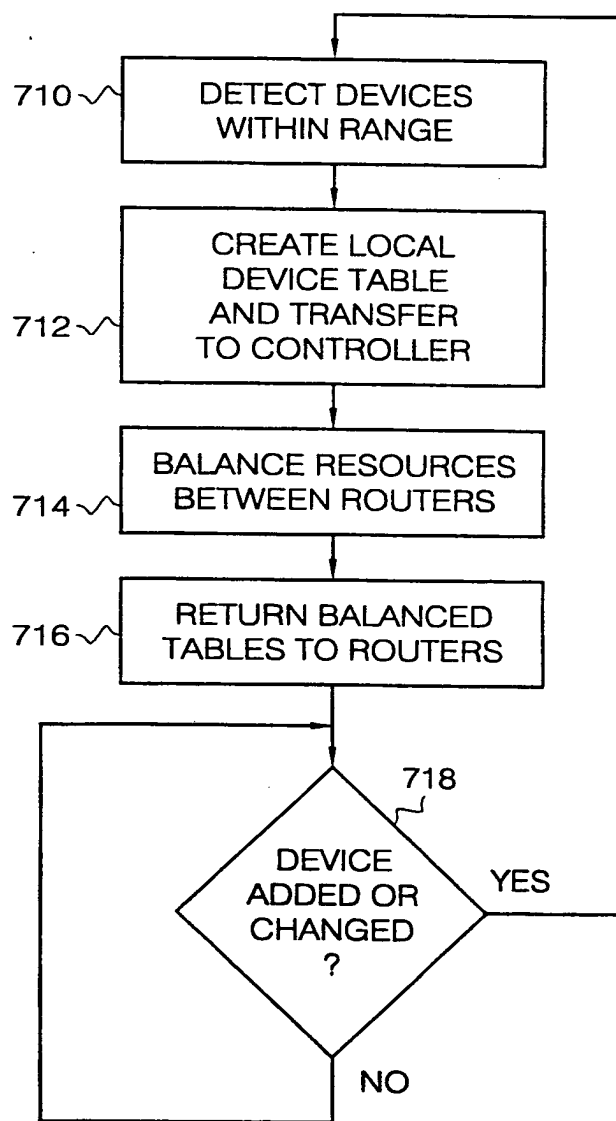 710
DETECT DEVICES
WITHIN RANGE
712
CREATE LOCAL
DEVICE TABLE
AND TRANSFER
TO CONTROLLER
714
BALANCE RESOURCES
BETWEEN ROUTERS
716
RETURN BALANCED
TABLES TO ROUTERS
718
DEVICE
ADDED OR
CHANGED
?
YES
NO